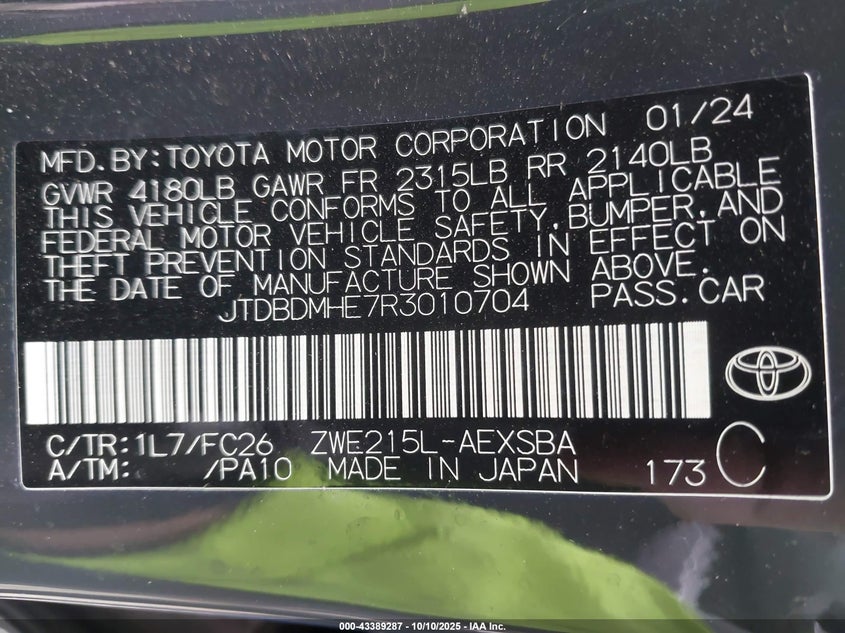 MFD.BY:TOYOTA MOTOR CORPORATION 01/24
GVWR 4180LB GAWR FR 2315LB RR 2140LB
THIS VEHICLE CONFORMS TO ALL APPLICABLE
FEDERAL MOTOR VEHICLE SAFETY,BUMPER,AND
THEFT PREVENTION STANDARDS IN EFFECT ON
THE DATE OF MANUFACTURE SHOWN ABOVE.
JTDBDMHE7R3010704 PASS.CAR
C/TR:1L7/FC26 ZWE215L-AEXSBA
A/TM: /PA10 MADE IN JAPAN 173 C
000-43389287 - 10/10/2025 - IAA Inc.